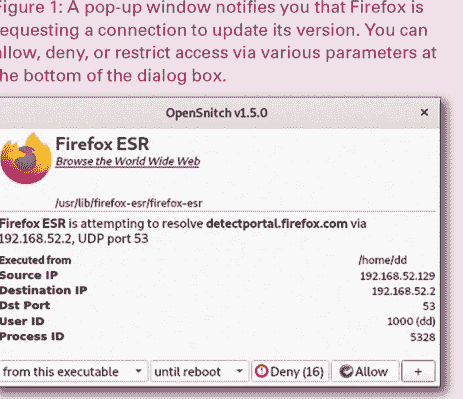 Figure 1: A pop-up window notifies you that Firefox is
requesting a connection to update its version. You can
allow, deny, or restrict access via various parameters at
the bottom of the dialog box.
OpenSnitch v1.5.0
Firefox ESR
Browse the World Wide Web
/usr/lib/firefox-esr/firefox-esr
Firefox ESR is attempting to resolve detectportal.firefox.com via
192.168.52.2, UDP port 53
Executed from /home/dd
Source IP 192.168.52.129
Destination IP 192.168.52.2
Dst Port 53
User ID 1000 (dd)
Process ID 5328
from this executable until reboot Deny (16) Allow +